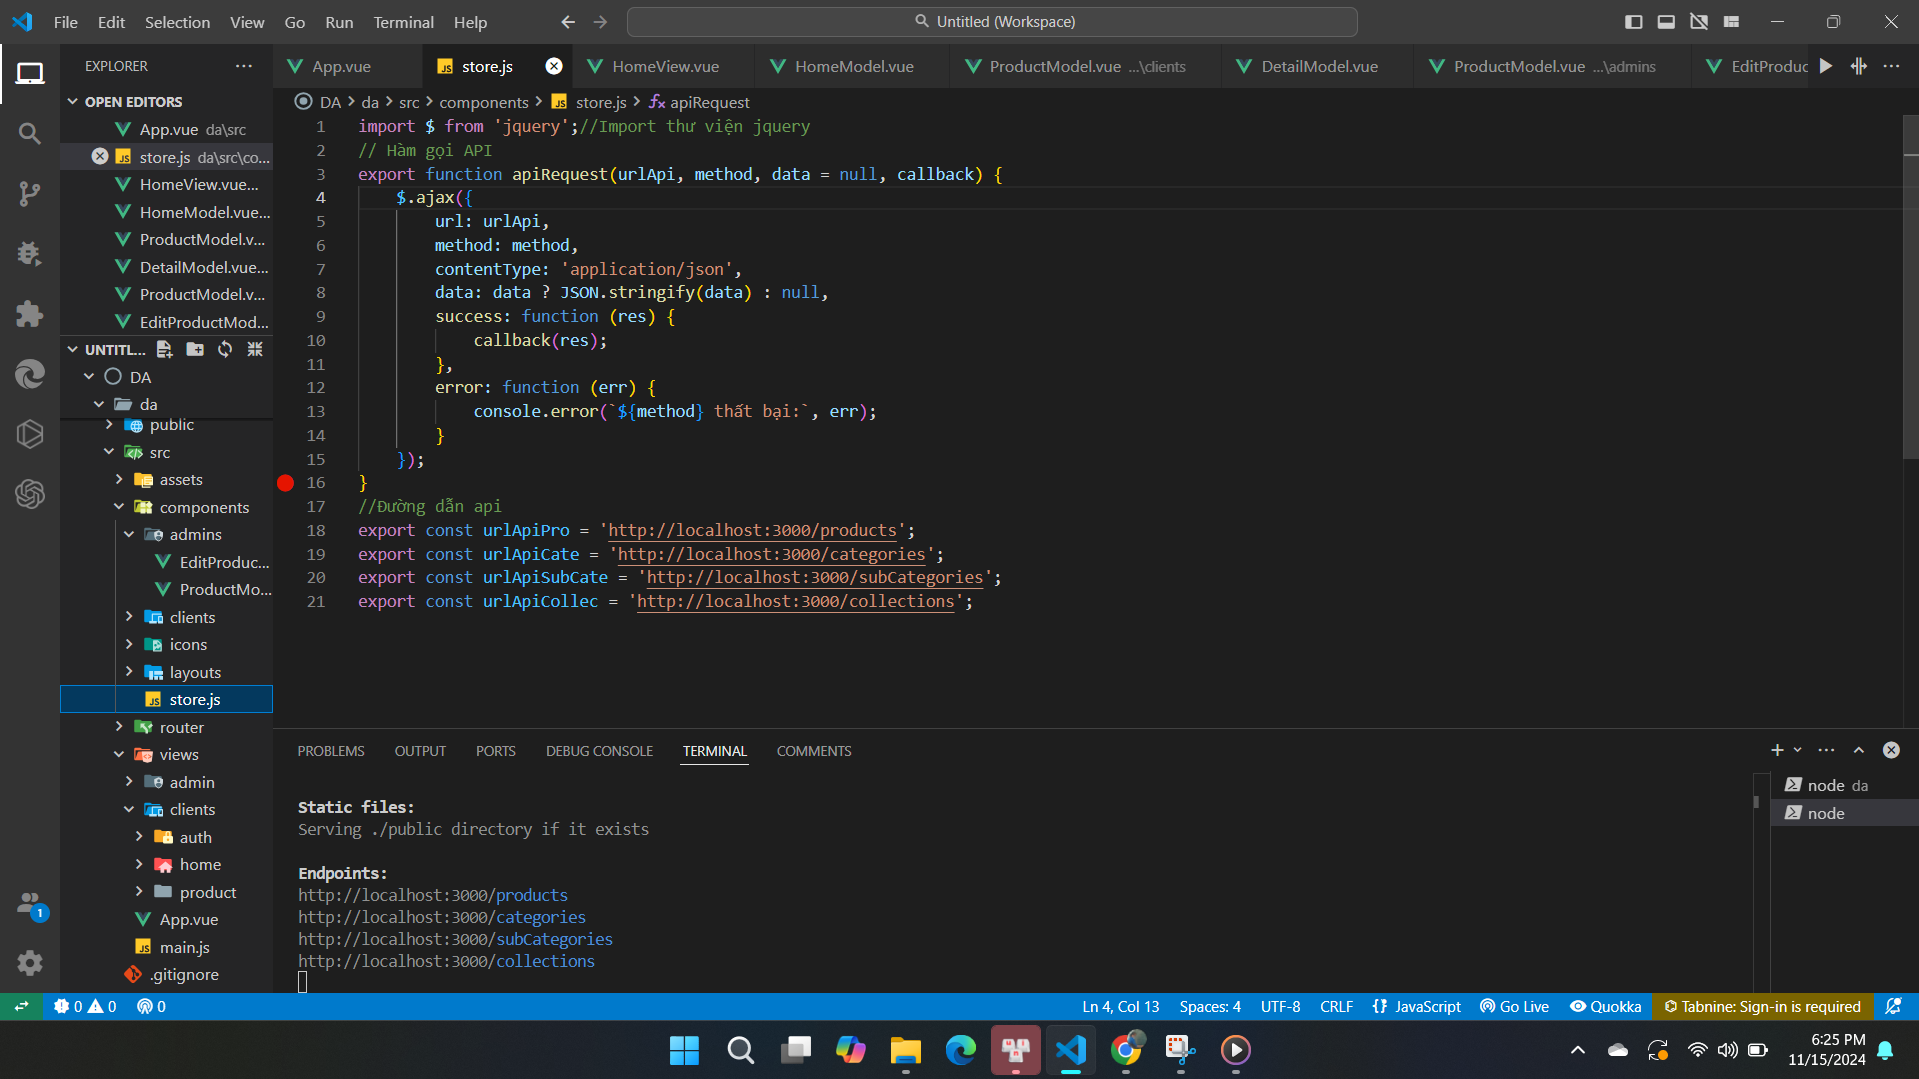 File Edit Selection View Go Run Terminal Help
Untitled (Workspace)
EXPLORER
App.vue
store.js
HomeView.vue
HomeModel.vue
ProductModel.vue ...\clients
DetailModel.vue
ProductModel.vue ...\admins
EditProduc
OPEN EDITORS
App.vue da\src
store.js da\src\co...
HomeView.vue...
HomeModel.vue...
ProductModel.v...
DetailModel.vue...
ProductModel.v...
EditProductMod...
UNTITL...
DA
da
public
src
assets
components
admins
EditProduc...
ProductMo...
clients
icons
layouts
store.js
router
views
admin
clients
auth
home
product
App.vue
main.js
.gitignore
1
DA > da > src > components > JS store.js > apiRequest
1 import $ from 'jquery';//Import thư viện jquery
2 // Hàm gọi API
3 export function apiRequest(urlApi, method, data = null, callback) {
4 $.ajax({
5 url: urlApi,
6 method: method,
7 contentType: 'application/json',
8 data: data ? JSON.stringify(data) : null,
9 success: function (res) {
10 callback(res);
11 },
12 error: function (err) {
13 console.error(`${method} thất bại:`, err);
14 }
15 });
16 }
17 //Đường dẫn api
18 export const urlApiPro = 'http://localhost:3000/products';
19 export const urlApiCate = 'http://localhost:3000/categories';
20 export const urlApiSubCate = 'http://localhost:3000/subCategories';
21 export const urlApiCollec = 'http://localhost:3000/collections';
PROBLEMS OUTPUT PORTS DEBUG CONSOLE TERMINAL COMMENTS
Static files:
Serving ./public directory if it exists
Endpoints:
http://localhost:3000/products
http://localhost:3000/categories
http://localhost:3000/subCategories
http://localhost:3000/collections
node da
node
0 0 0
Ln 4, Col 13 Spaces: 4 UTF-8 CRLF JavaScript Go Live Quokka Tabnine: Sign-in is required
6:25 PM
11/15/2024